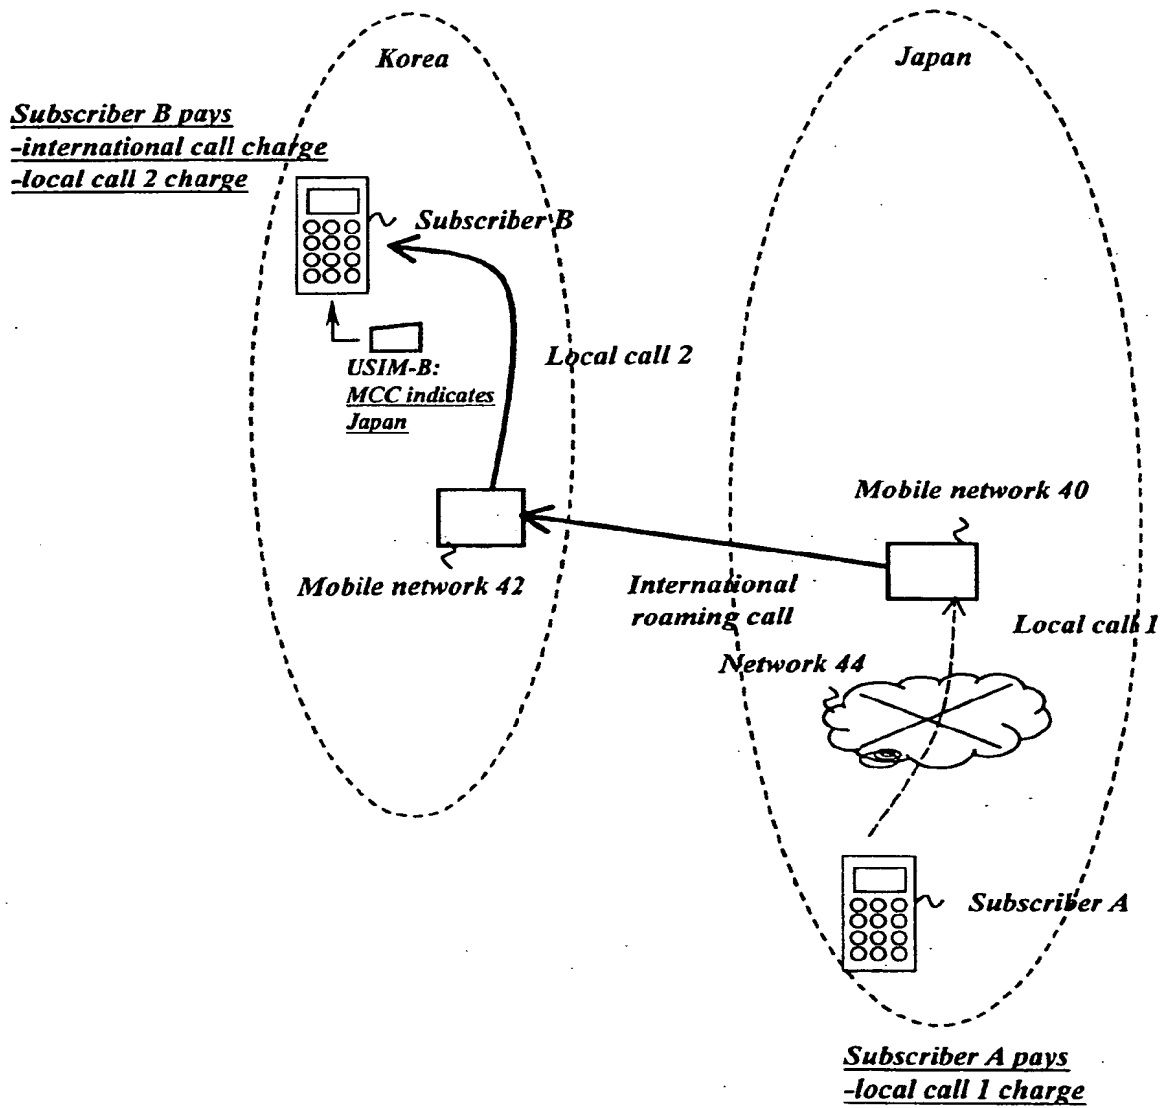 Korea
Japan
Subscriber B pays
-international call charge
-local call 2 charge
Subscriber B
USIM-B:
MCC indicates
Japan
Local call 2
Mobile network 40
Mobile network 42
International
roaming call
Local call 1
Network 44
Subscriber A
Subscriber A pays
-local call 1 charge